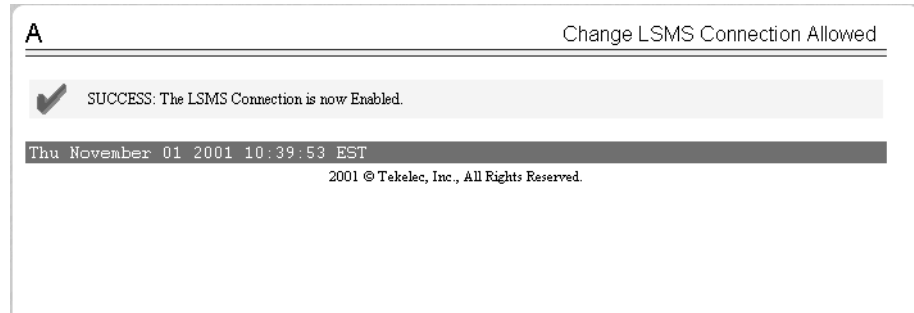 A
Change LSMS Connection Allowed
SUCCESS: The LSMS Connection is now Enabled.
Thu November 01 2001 10:39:53 EST
2001 © Tekelec, Inc., All Rights Reserved.